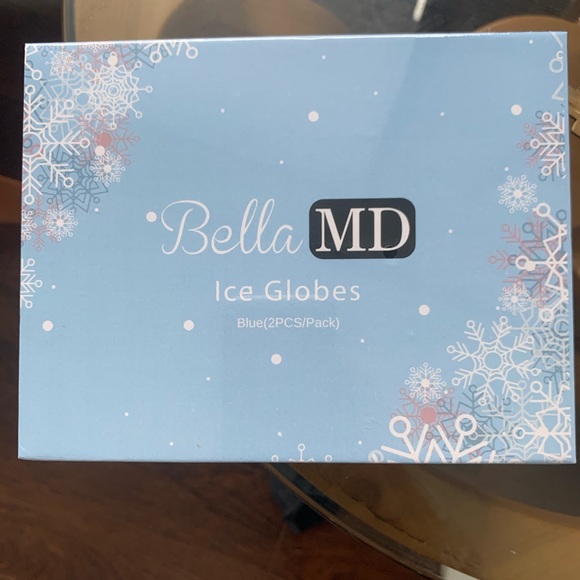 Bella MD
Ice Globes
Blue(2PCS/Pack)